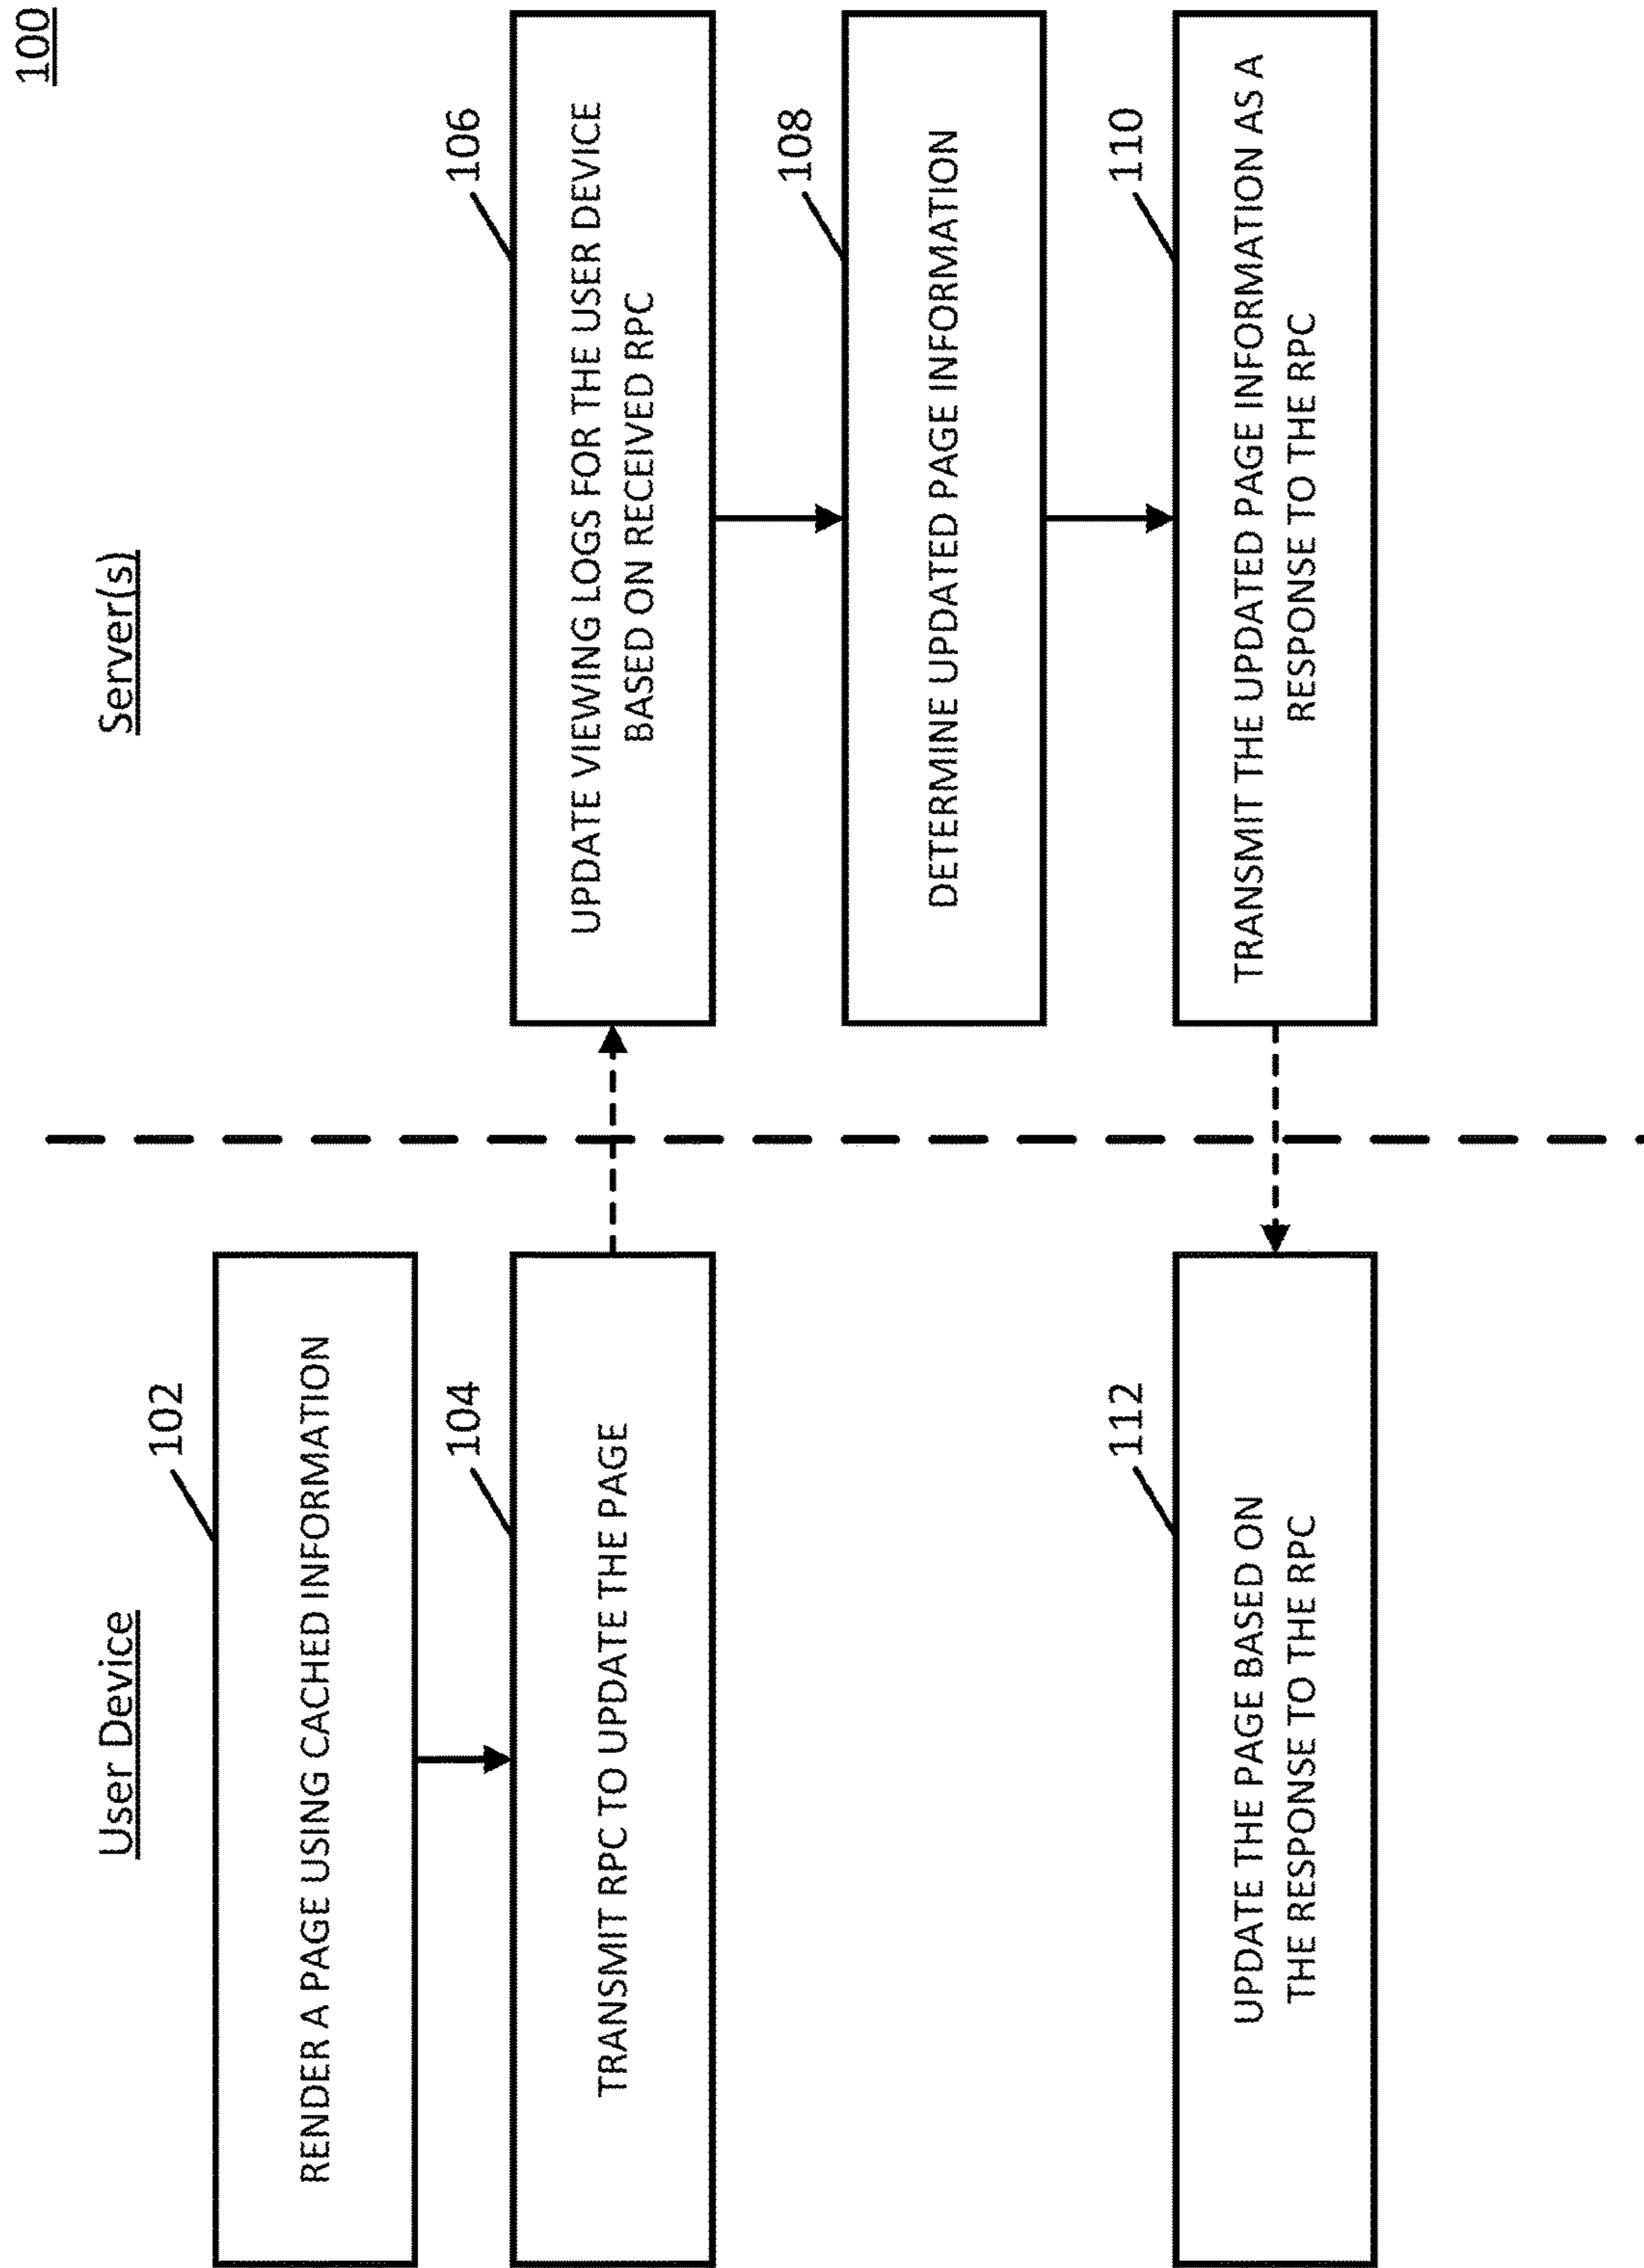 100
User Device
Server(s)
102
RENDER A PAGE USING CACHED INFORMATION
104
TRANSMIT RPC TO UPDATE THE PAGE
106
UPDATE VIEWING LOGS FOR THE USER DEVICE
BASED ON RECEIVED RPC
108
DETERMINE UPDATED PAGE INFORMATION
110
TRANSMIT THE UPDATED PAGE INFORMATION AS A
RESPONSE TO THE RPC
112
UPDATE THE PAGE BASED ON
THE RESPONSE TO THE RPC